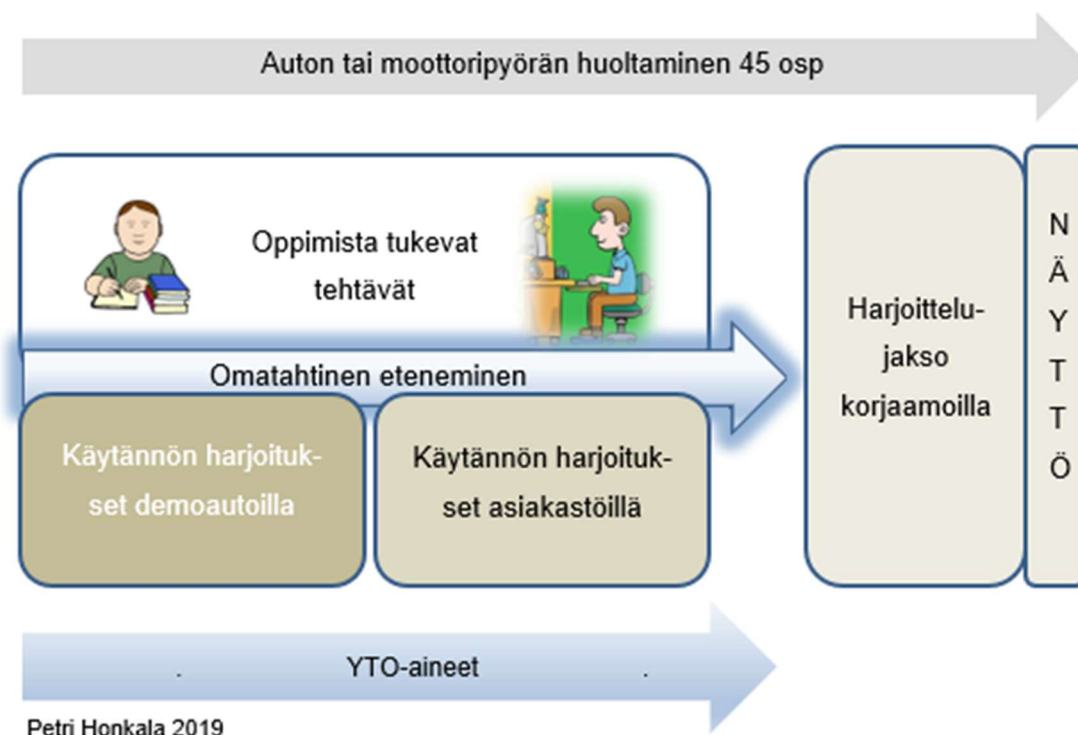 Auton tai moottoripyörän huoltaminen 45 osp
Oppimista tukevat
tehtävät
Omatahtinen eteneminen
Käytännön harjoituk-
set demoautoilla
Käytännön harjoituk-
set asiakastöillä
Harjoittelu-
jakso
korjaamoilla
N
Ä
Y
T
T
Ö
. YTO-aineet .
Petri Honkala 2019